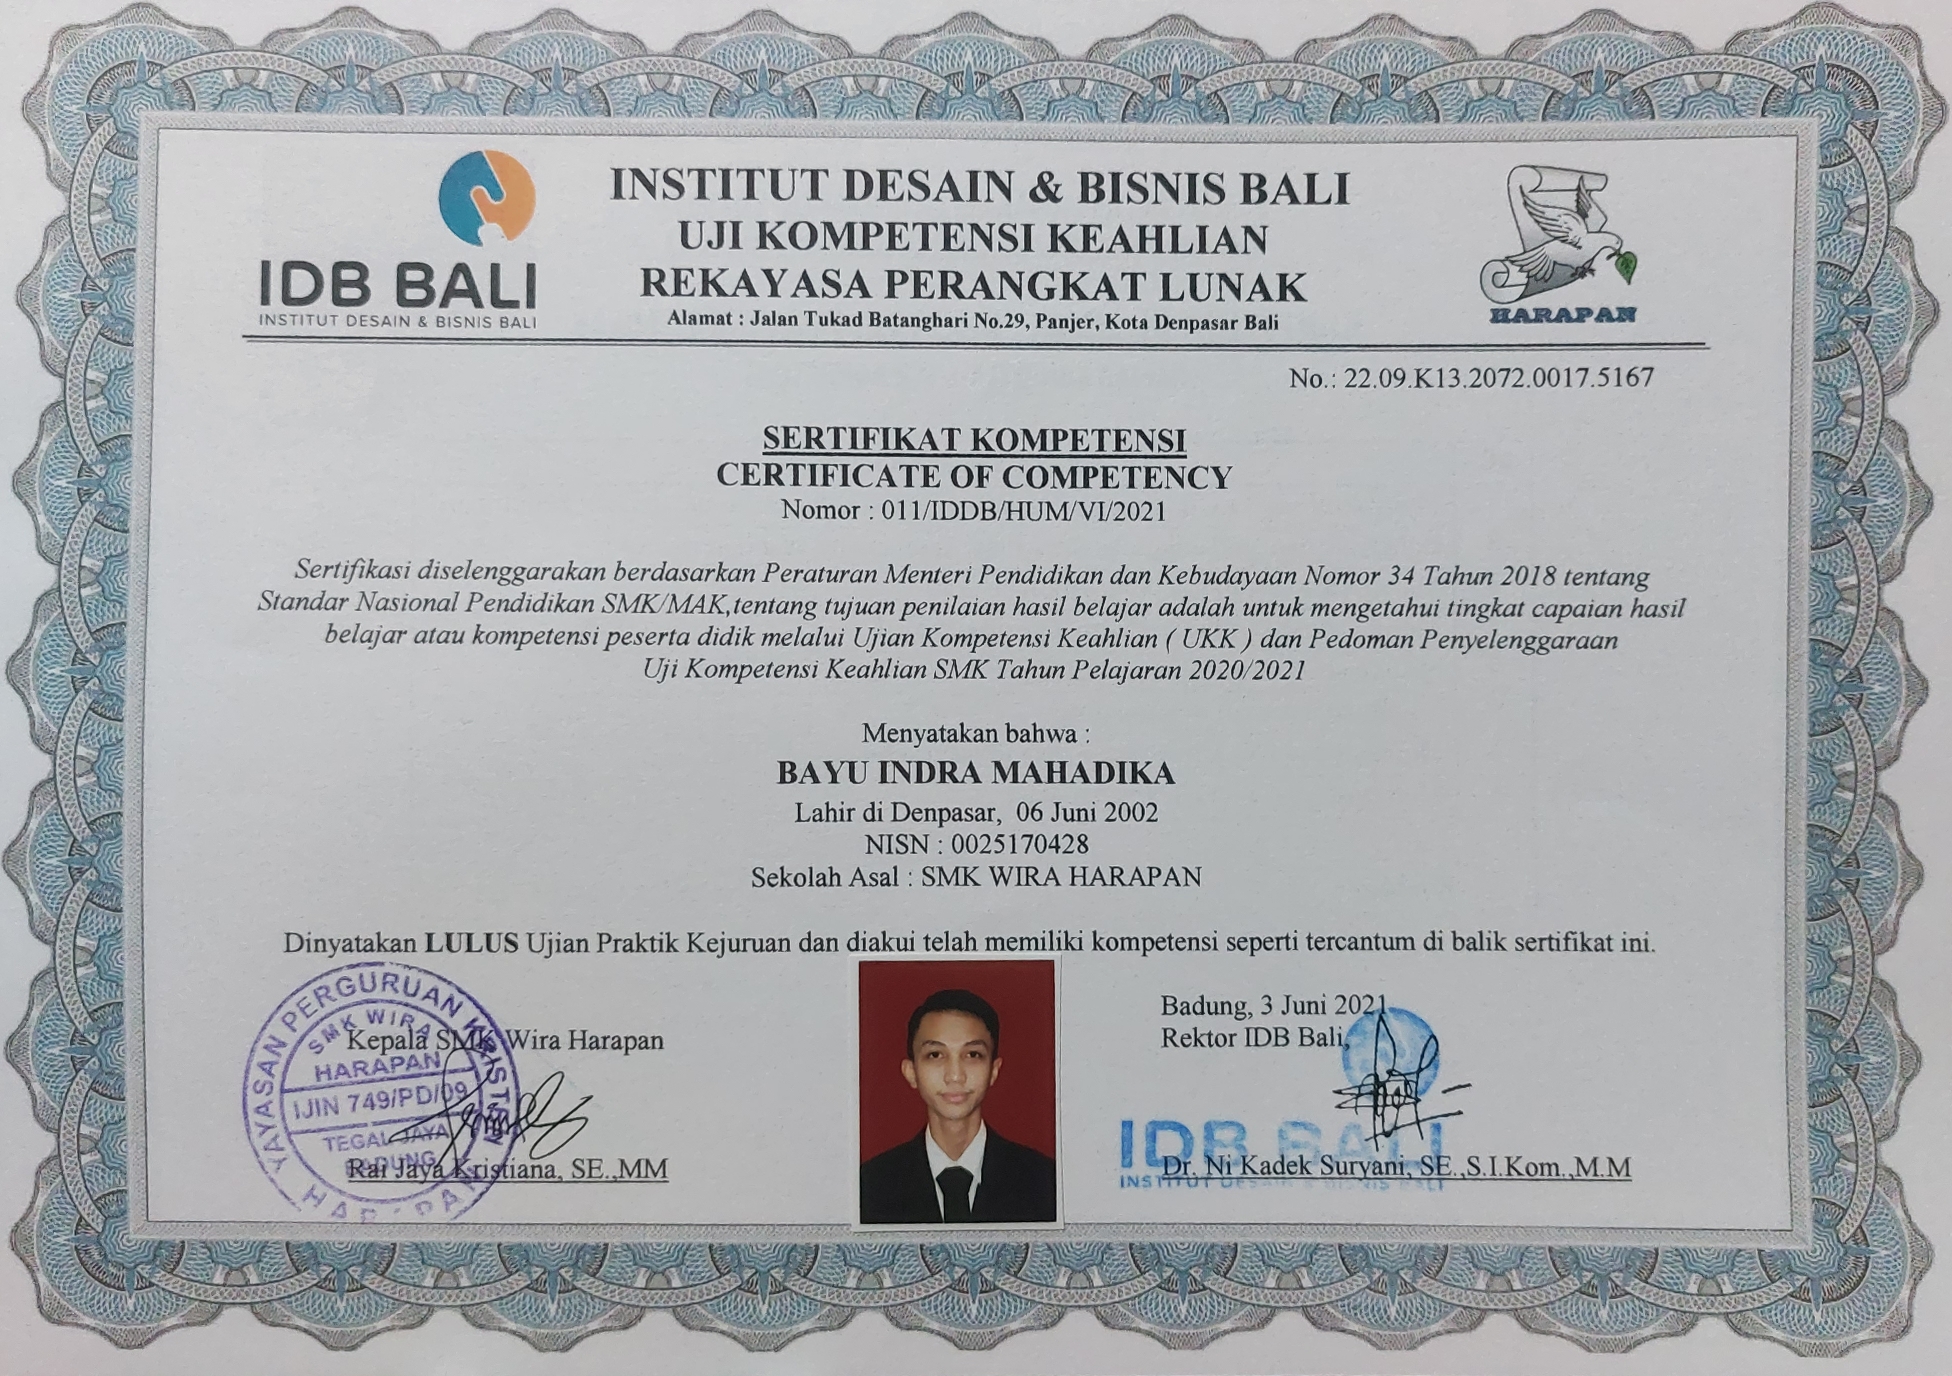 IDB BALI
INSTITUT DESAIN & BISNIS BALI
INSTITUT DESAIN & BISNIS BALI
UJI KOMPETENSI KEAHLIAN
REKAYASA PERANGKAT LUNAK
Alamat : Jalan Tukad Batanghari No.29, Panjer, Kota Denpasar Bali
HARAPAN
No.: 22.09.K13.2072.0017.5167
SERTIFIKAT KOMPETENSI
CERTIFICATE OF COMPETENCY
Nomor : 011/IDDB/HUM/VI/2021
Sertifikasi diselenggarakan berdasarkan Peraturan Menteri Pendidikan dan Kebudayaan Nomor 34 Tahun 2018 tentang
Standar Nasional Pendidikan SMK/MAK,tentang tujuan penilaian hasil belajar adalah untuk mengetahui tingkat capaian hasil
belajar atau kompetensi peserta didik melalui Ujian Kompetensi Keahlian ( UKK ) dan Pedoman Penyelenggaraan
Uji Kompetensi Keahlian SMK Tahun Pelajaran 2020/2021
Menyatakan bahwa :
BAYU INDRA MAHADIKA
Lahir di Denpasar,  06 Juni 2002
NISN : 0025170428
Sekolah Asal : SMK WIRA HARAPAN
Dinyatakan LULUS Ujian Praktik Kejuruan dan diakui telah memiliki kompetensi seperti tercantum di balik sertifikat ini.
Kepala SMK Wira Harapan
YAYASAN PERGURUAN KRISTEN
HARAPAN
SMK WIRA
HARAPAN
IJIN 749/PD/09
TEGAL JAYA
BADUNG
Rai Jaya Kristiana, SE.,MM
Badung, 3 Juni 2021
Rektor IDB Bali,
IDB BALI
INSTITUT DESAIN & BISNIS BALI
Dr. Ni Kadek Suryani, SE.,S.I.Kom.,M.M